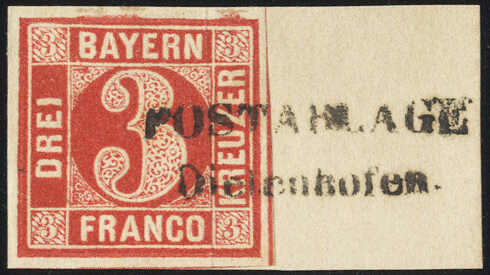 BAYERN
DREI
3
KREUZER
FRANCO
3
3
3
3
POSTABLAGE
Dietenhofen.